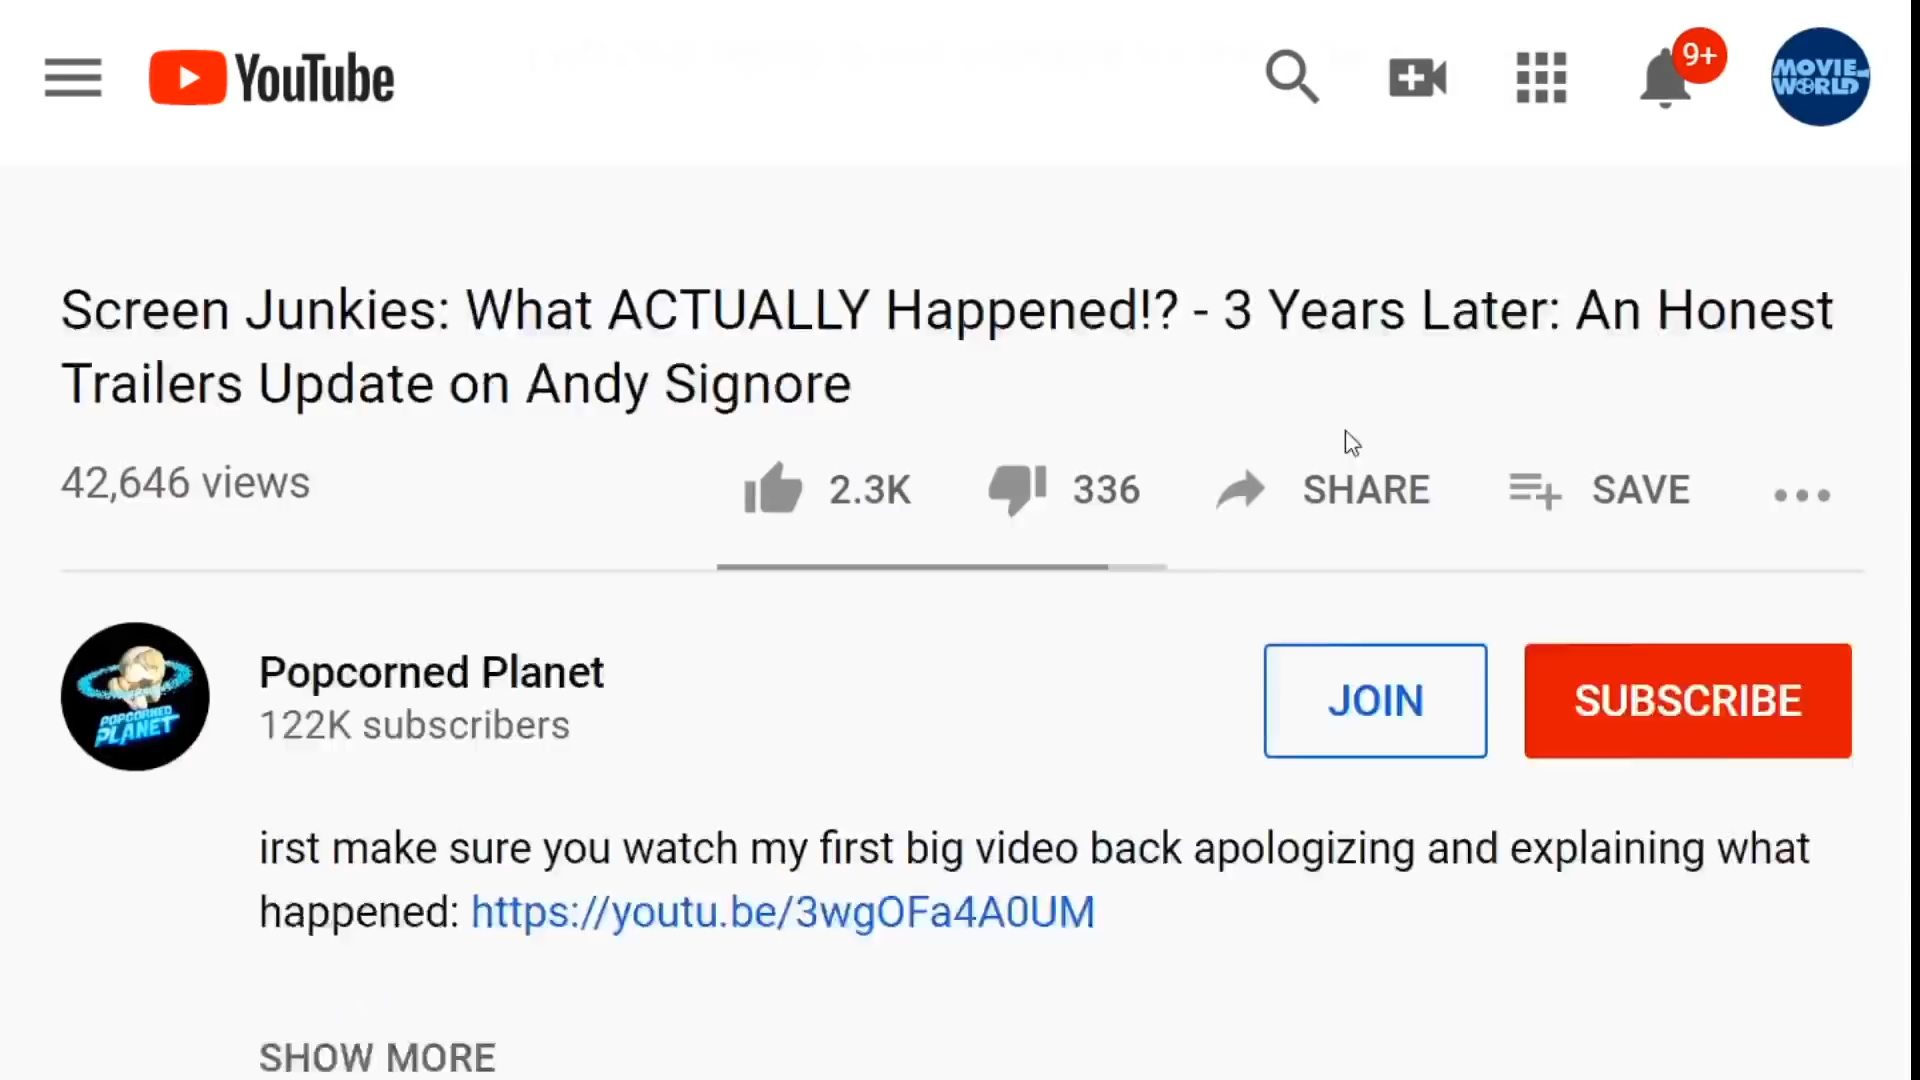 YouTube
9+
MOVIE
WORLD
Screen Junkies: What ACTUALLY Happened!? - 3 Years Later: An Honest
Trailers Update on Andy Signore
42,646 views
2.3K
336
SHARE
SAVE
POPCORNED
PLANET
Popcorned Planet
122K subscribers
JOIN
SUBSCRIBE
irst make sure you watch my first big video back apologizing and explaining what
happened: https://youtu.be/3wgOFa4A0UM
SHOW MORE